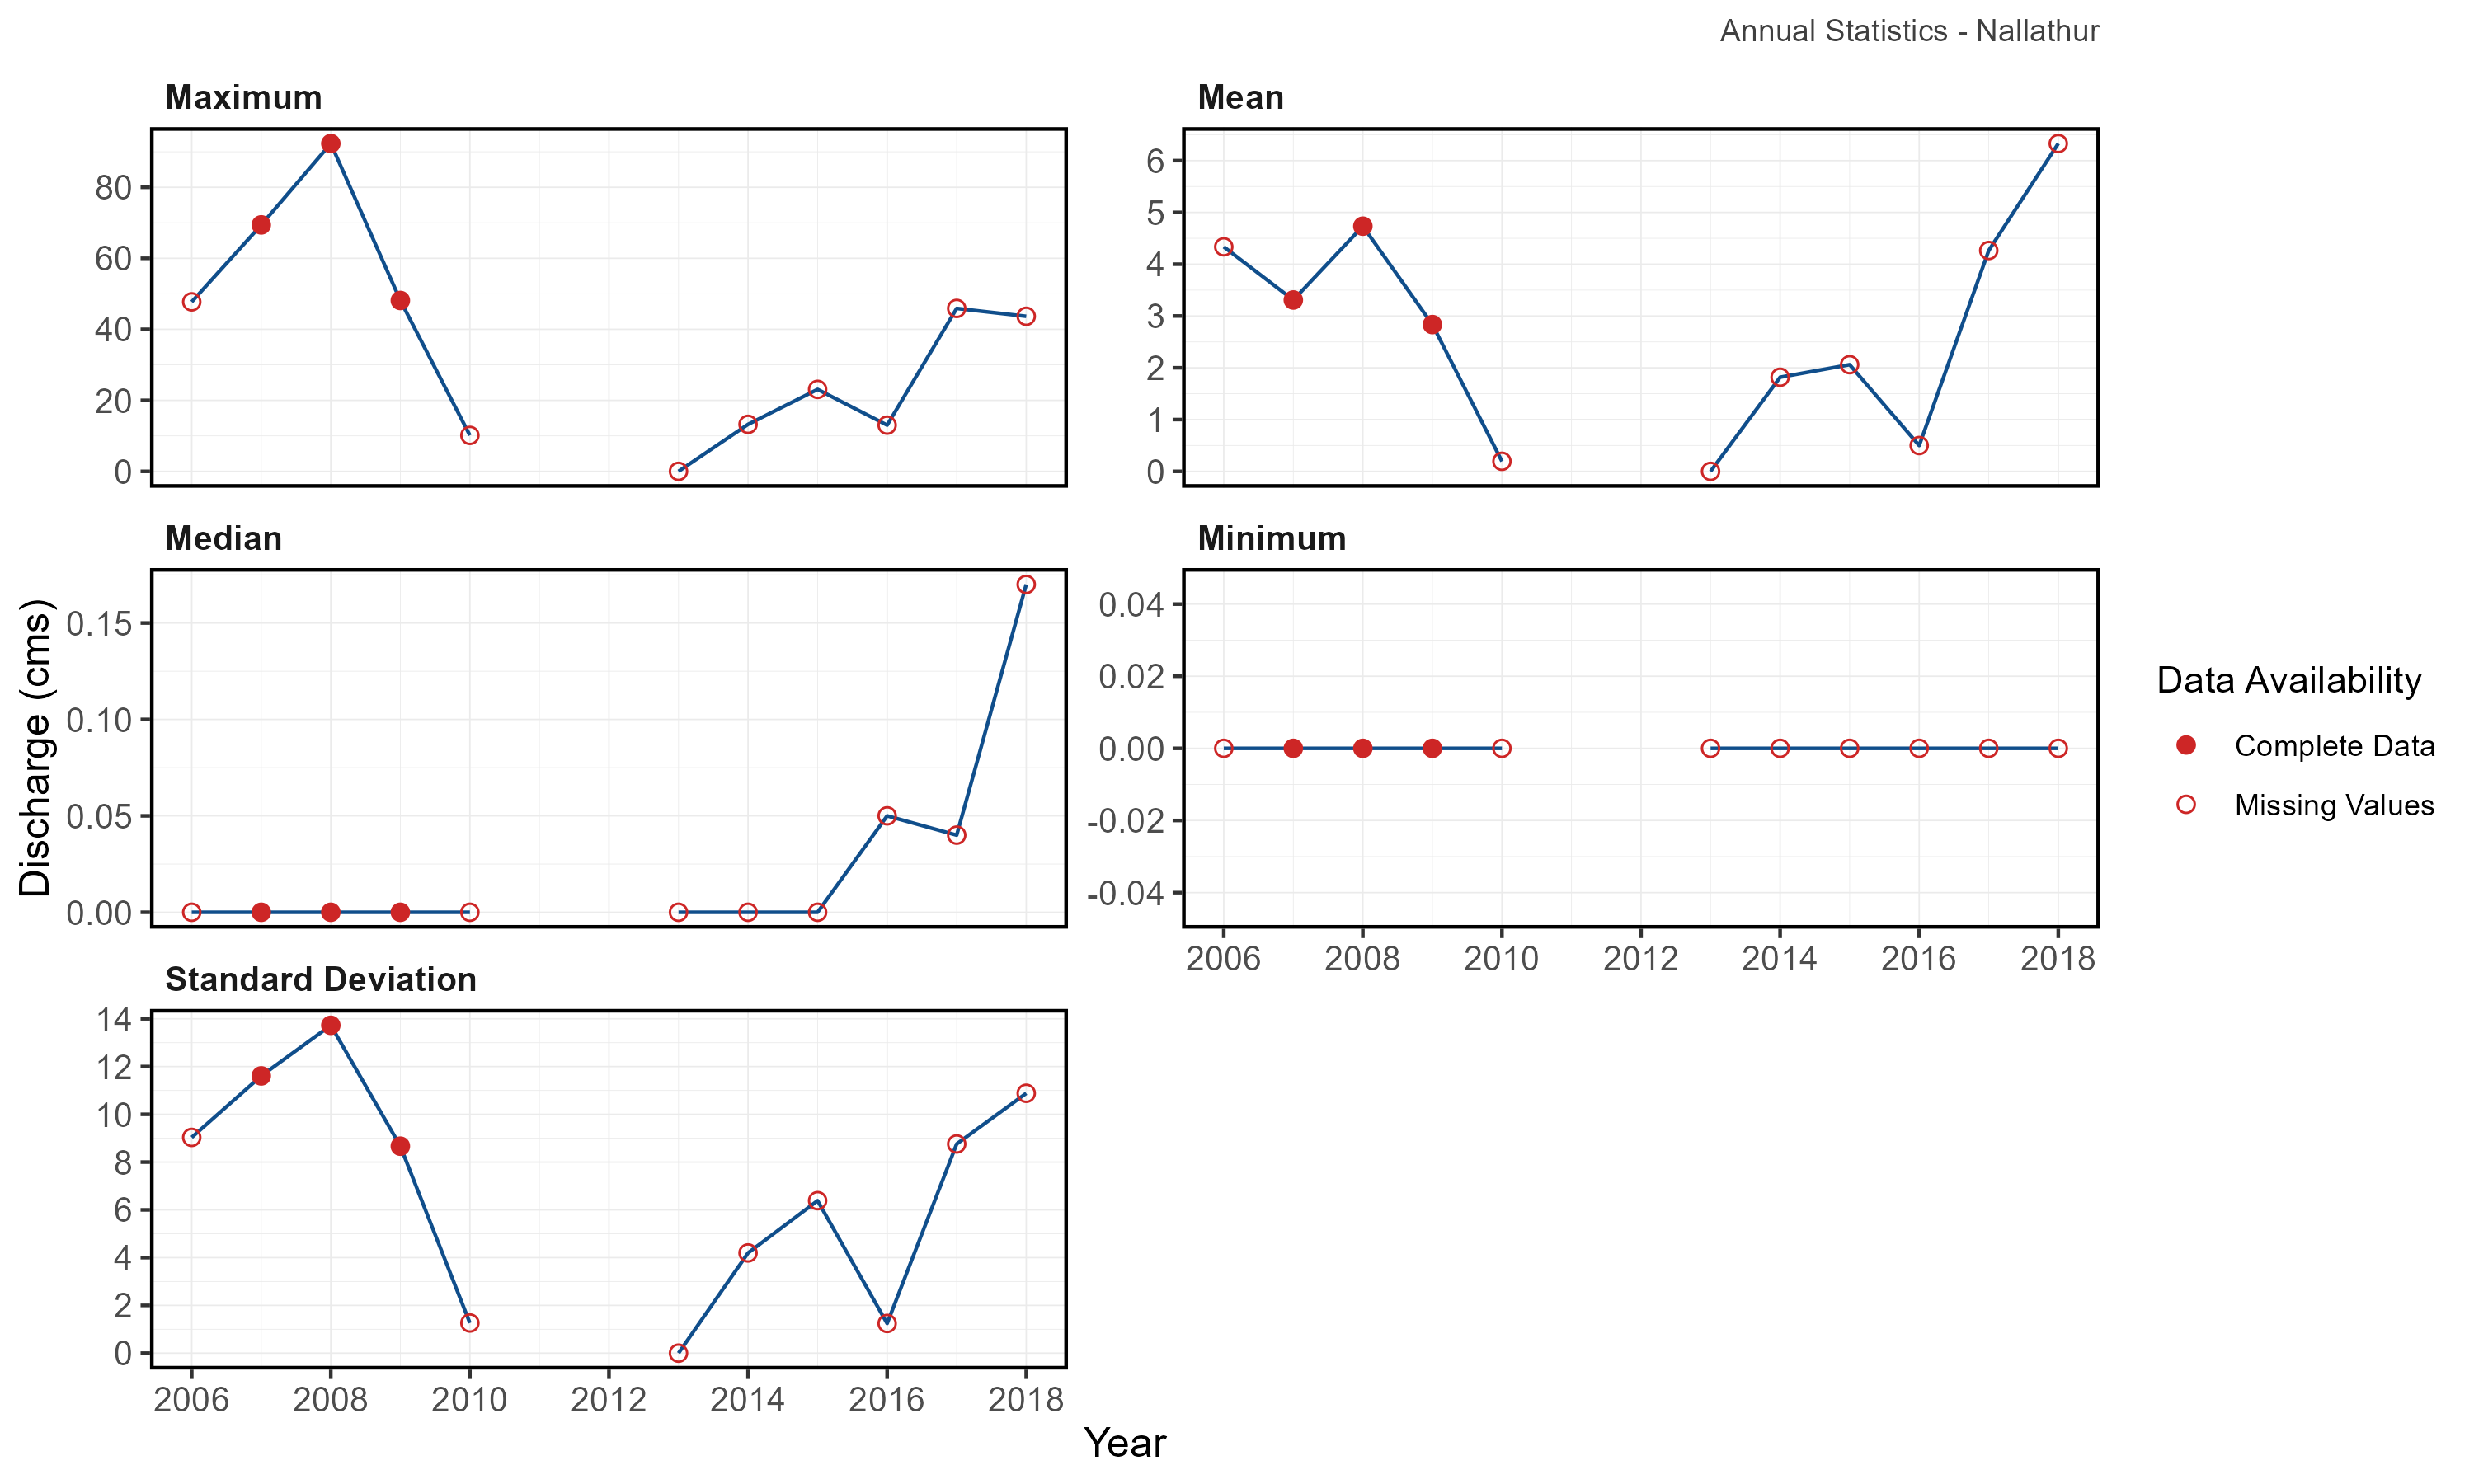 Annual Statistics - Nallathur
Maximum
80
60
40
20
0
Mean
6
5
4
3
2
1
0
Discharge (cms)
Median
0.15
0.10
0.05
0.00
Minimum
0.04
0.02
0.00
-0.02
-0.04
2006 2008 2010 2012 2014 2016 2018
Standard Deviation
14
12
10
8
6
4
2
0
2006 2008 2010 2012 2014 2016 2018
Year
Data Availability
Complete Data
Missing Values